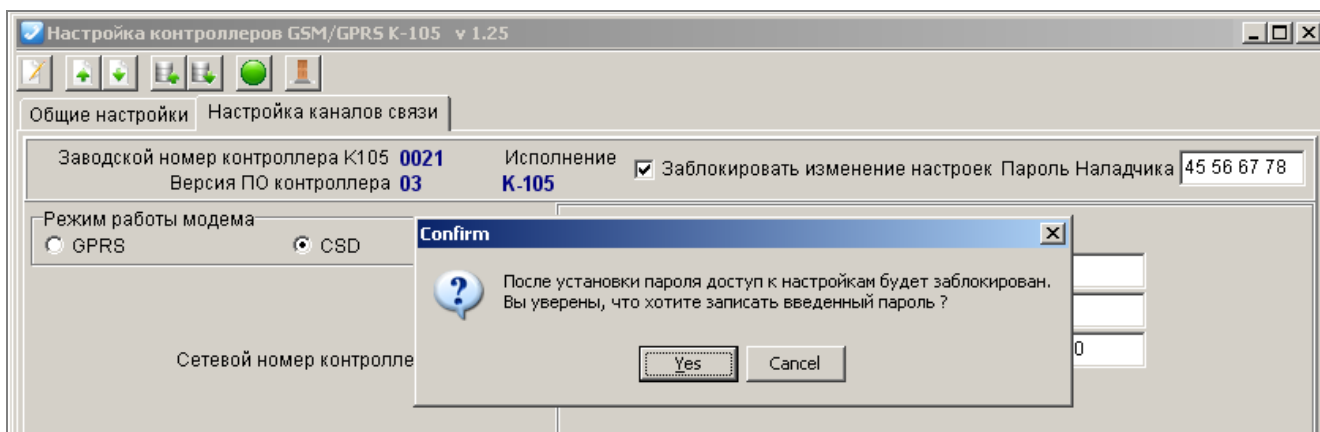 Настройка контроллеров GSM/GPRS K-105 v 1.25
Общие настройки Настройка каналов связи
Заводской номер контроллера К105 0021 Исполнение
Версия ПО контроллера 03 К-105
Заблокировать изменение настроек Пароль Наладчика 45 56 67 78
Режим работы модема
GPRS CSD
Confirm
После установки пароля доступ к настройкам будет заблокирован.
Вы уверены, что хотите записать введенный пароль ?
Yes Cancel
Сетевой номер контролле
0